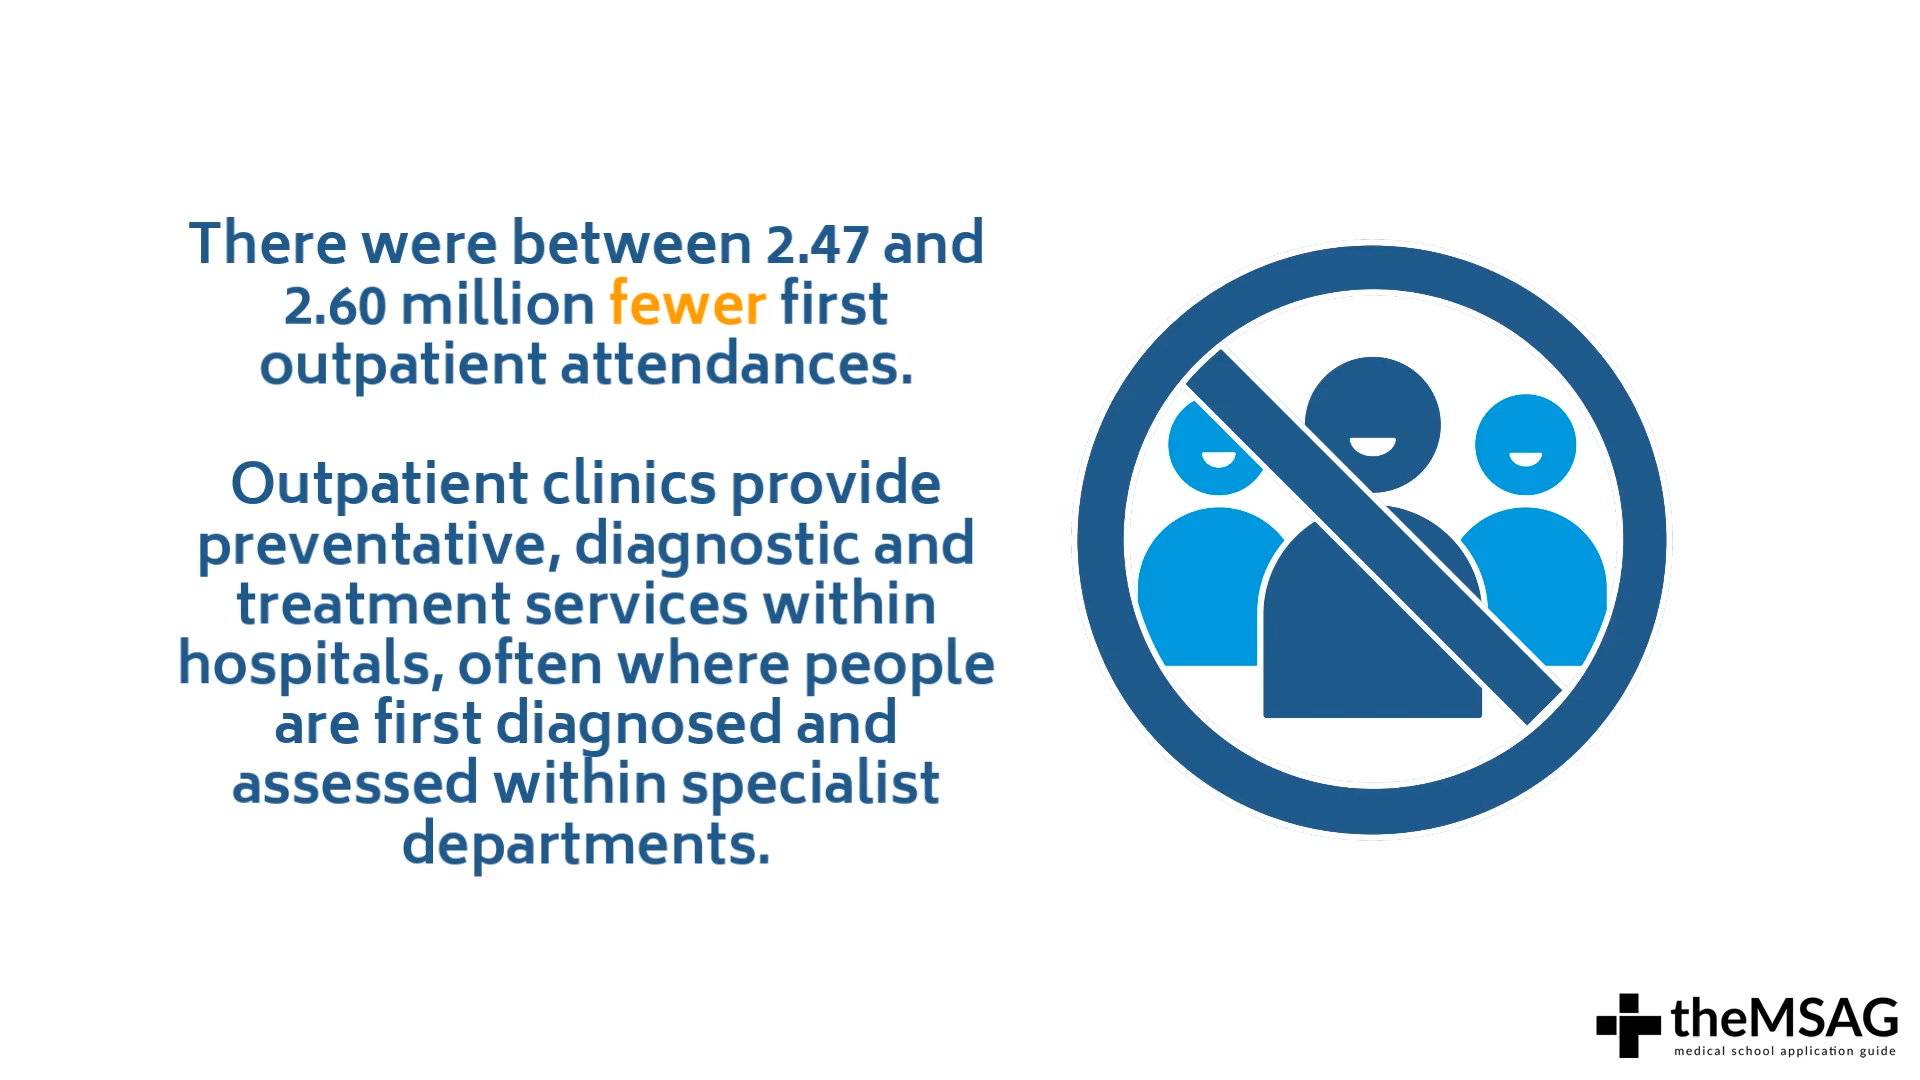 There were between 2.47 and
2.60 million fewer first
outpatient attendances.
Outpatient clinics provide
preventative, diagnostic and
treatment services within
hospitals, often where people
are first diagnosed and
assessed within specialist
departments.
theMSAG
medical school application guide